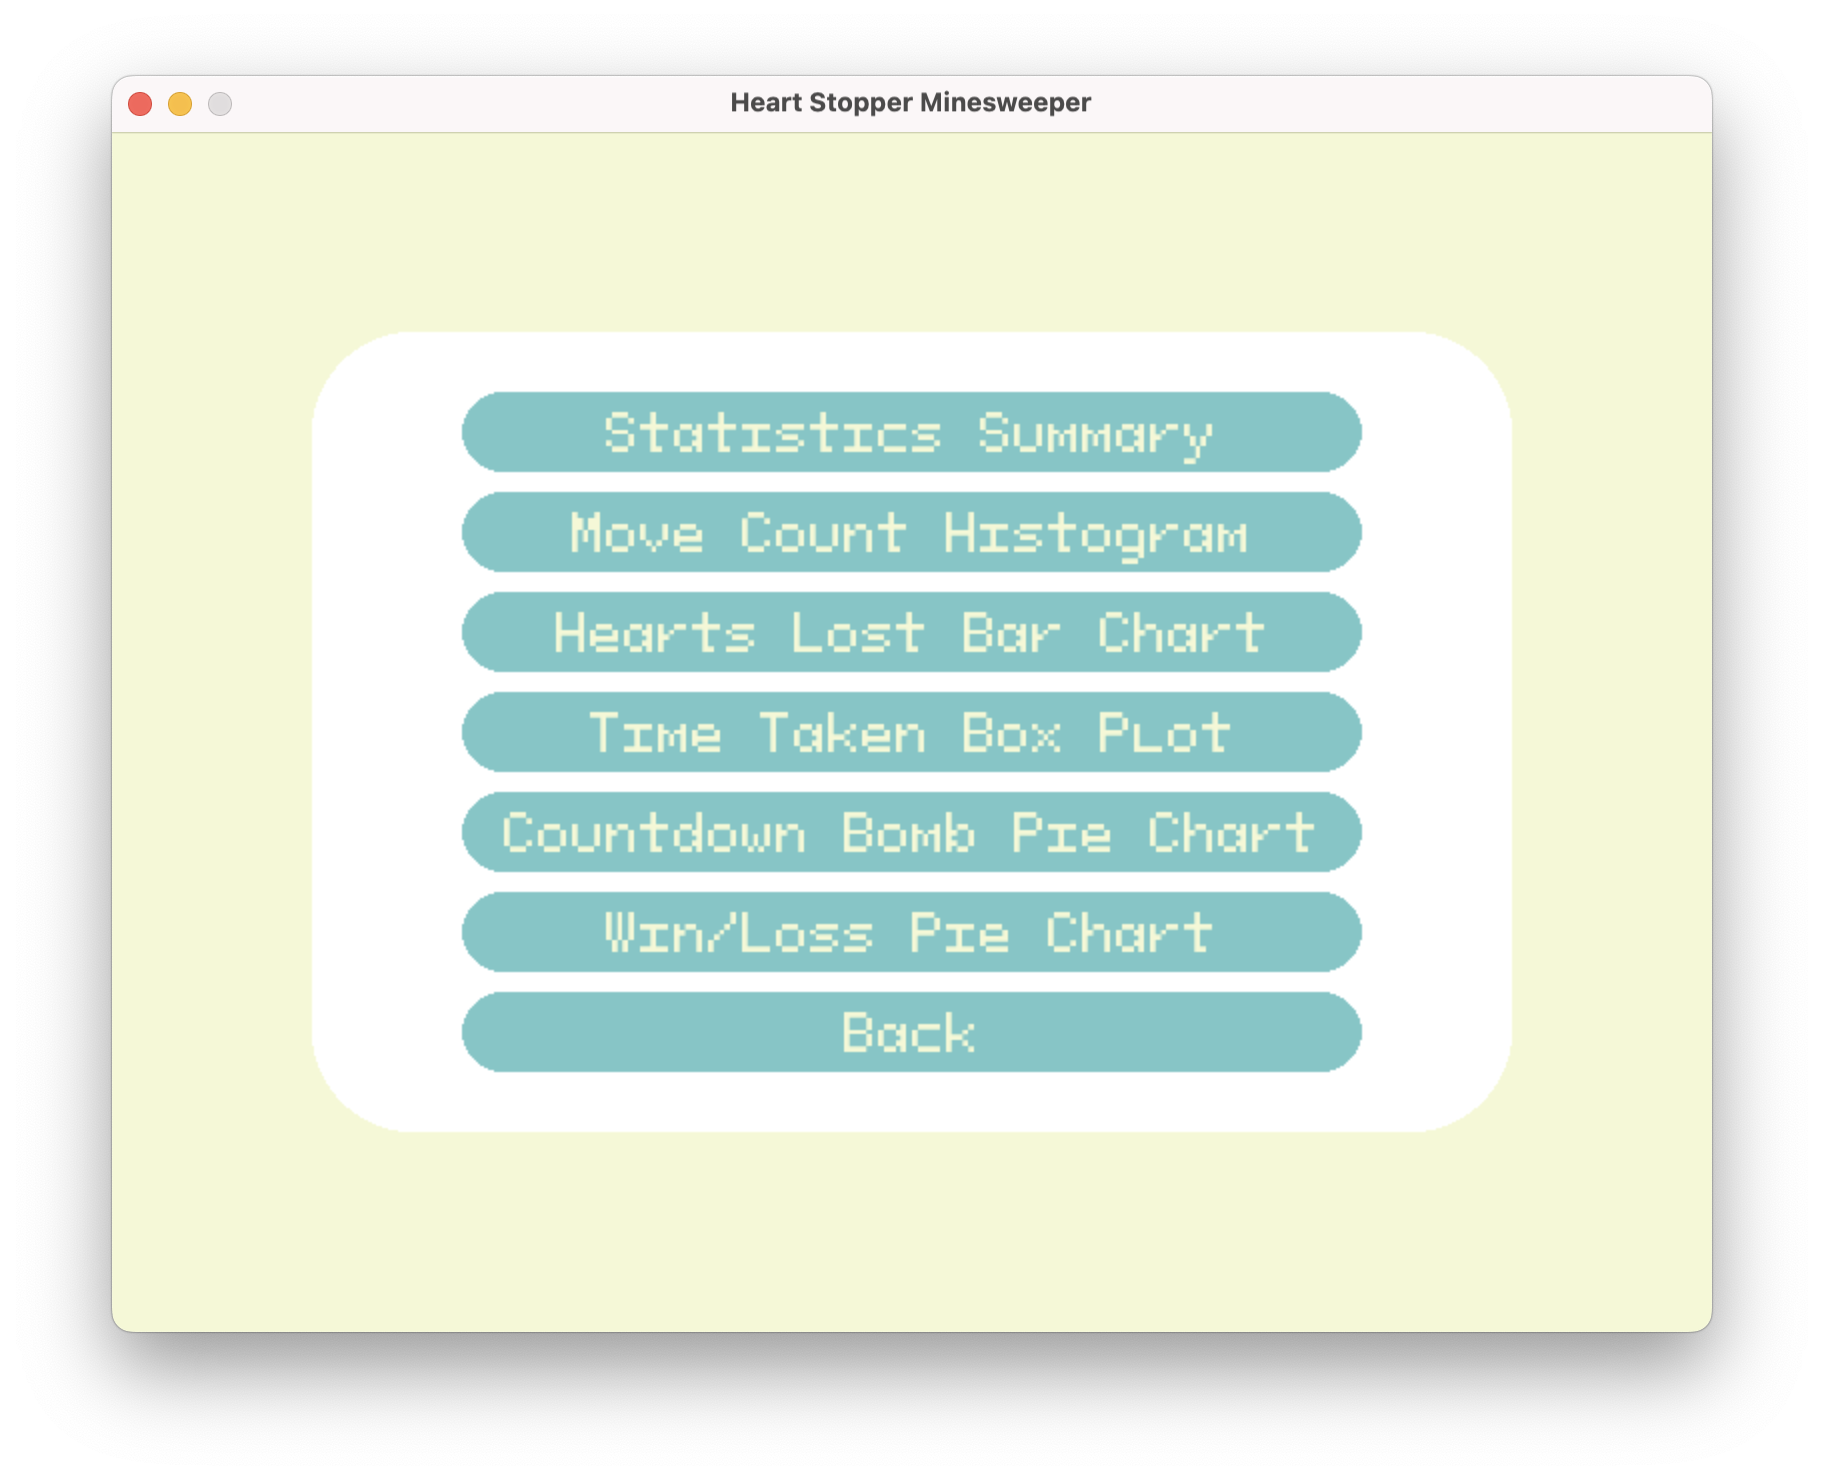 Heart Stopper Minesweeper
Statistics Summary
Move Count Histogram
Hearts Lost Bar Chart
Time Taken Box Plot
Countdown Bomb Pie Chart
Win/Loss Pie Chart
Back